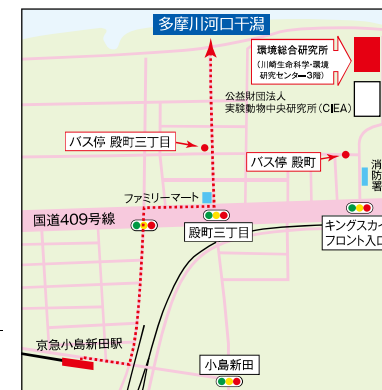 多摩川河口干潟
環境総合研究所
(川崎生命科学・環境
研究センター3階)
公益財団法人
実験動物中央研究所(CIEA)
バス停 殿町三丁目
バス停 殿町
消防署
ファミリーマート
国道409号線
殿町三丁目
キングスカイ
フロント入口
京急小島新田駅
小島新田